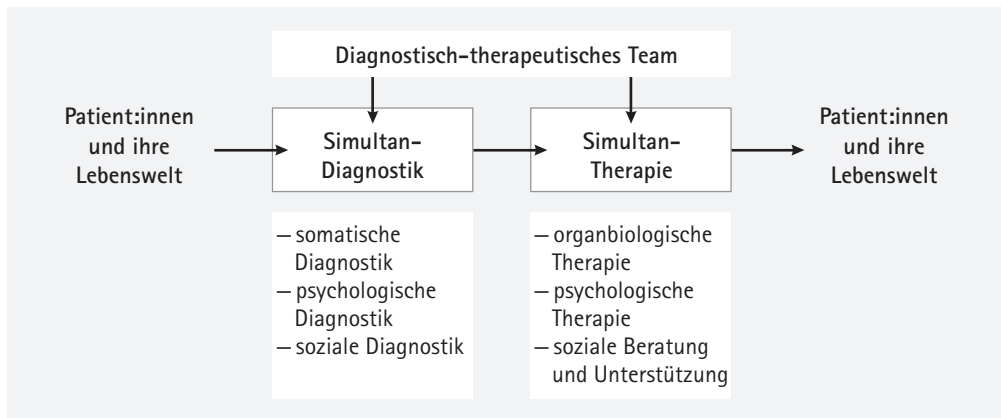 Diagnostisch-therapeutisches Team
Patient:innen
und ihre
Lebenswelt
Simultan-
Diagnostik
Simultan-
Therapie
Patient:innen
und ihre
Lebenswelt
– somatische
Diagnostik
– psychologische
Diagnostik
– soziale Diagnostik
– organbiologische
Therapie
– psychologische
Therapie
– soziale Beratung
und Unterstützung